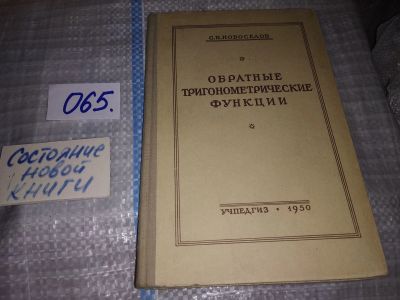 С.И.НОВОСЕЛОВ
ОБРАТНЫЕ
ТРИГОНОМЕТРИЧЕСКИЕ
ФУНКЦИИ
УЧПЕДГИЗ • 1950
065.
Состояние
новой
книги